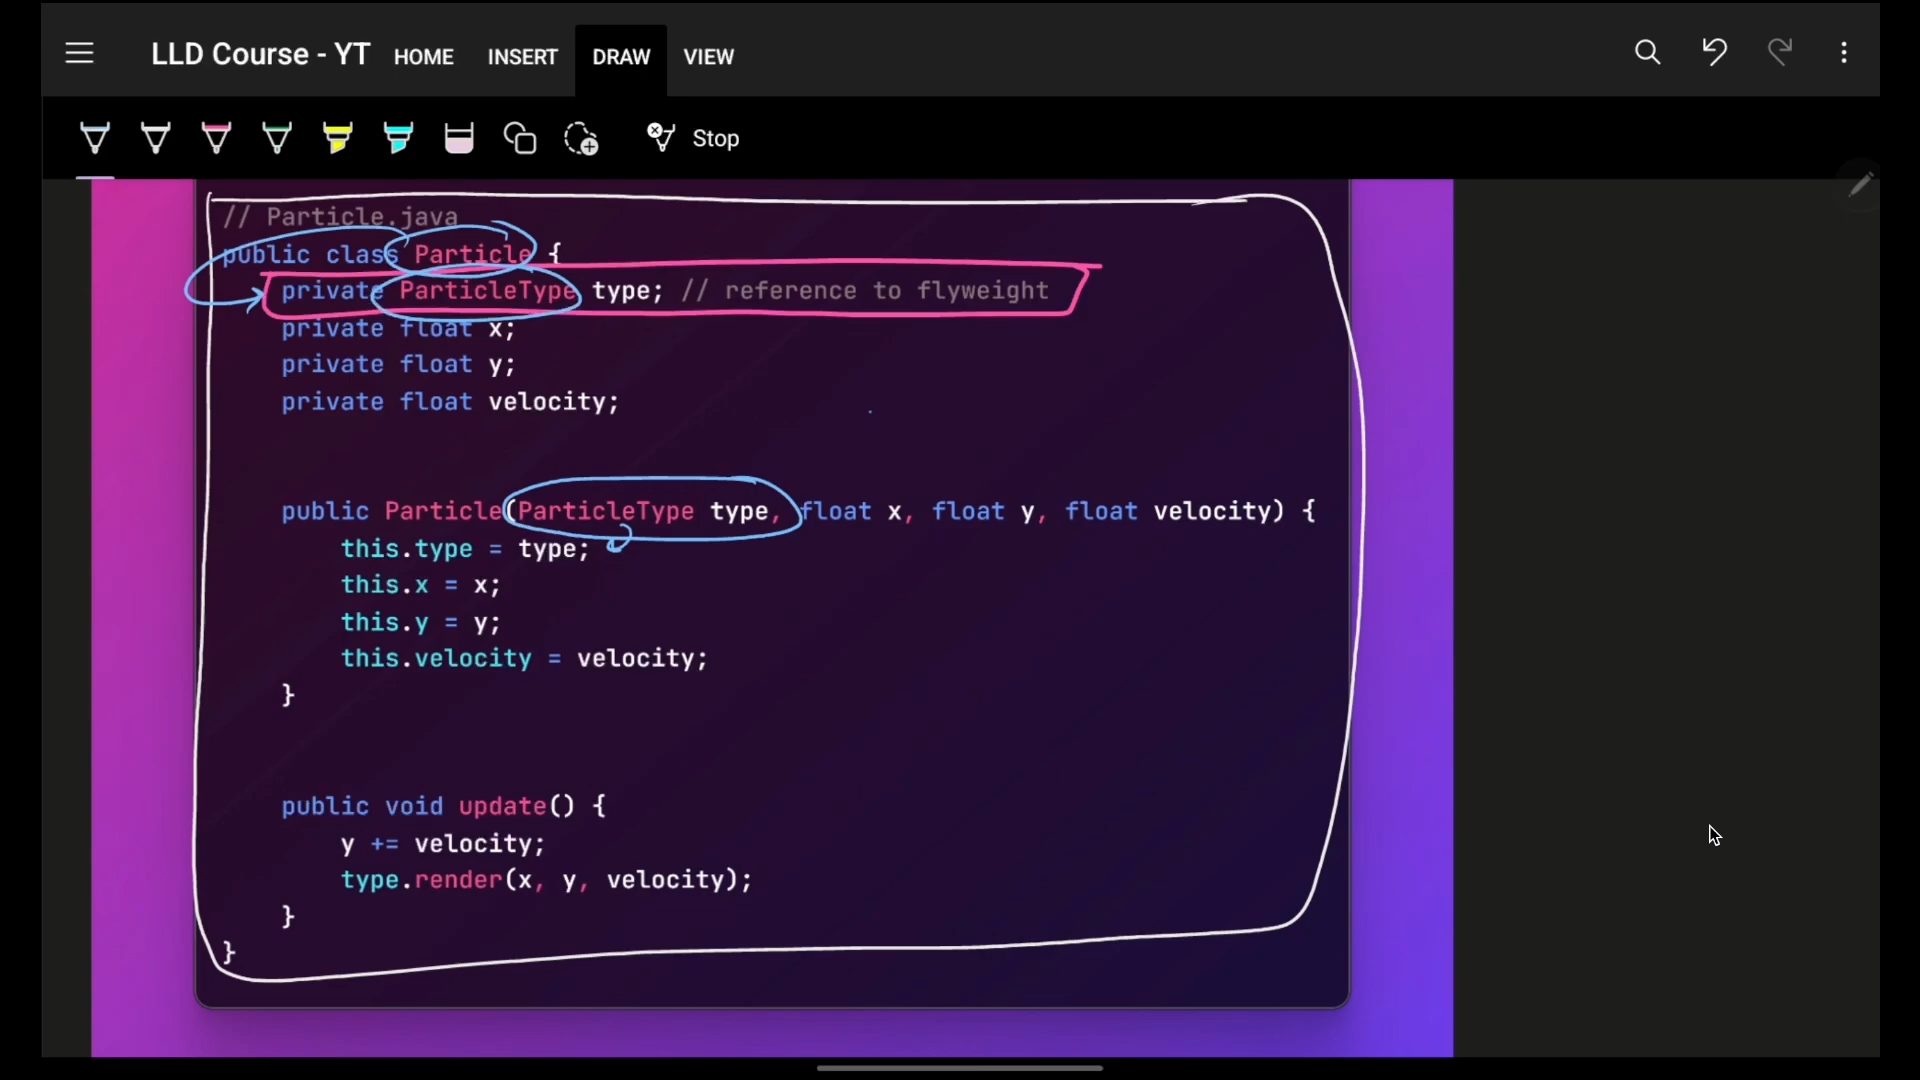 LLD Course - YT HOME INSERT DRAW VIEW
Stop
// Particle.java
public class Particle {
private ParticleType type; // reference to flyweight
private float x;
private float y;
private float velocity;
public Particle(ParticleType type, float x, float y, float velocity) {
this.type = type;
this.x = x;
this.y = y;
this.velocity = velocity;
}
public void update() {
y += velocity;
type.render(x, y, velocity);
}
}